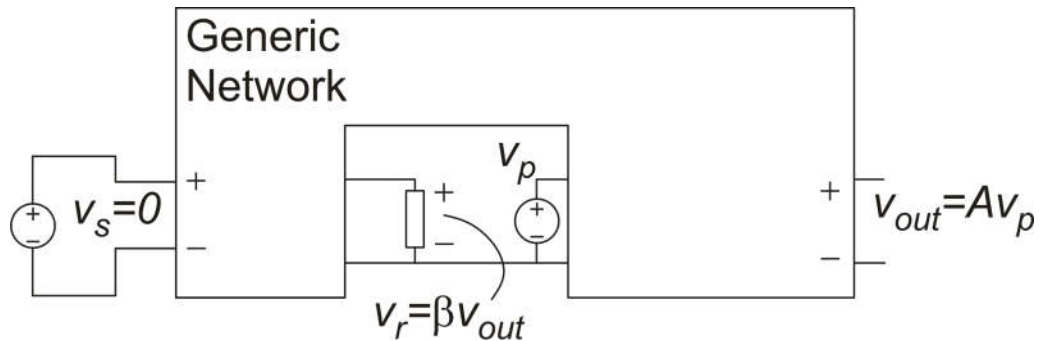 Generic
Network
+
−
v_s=0
+
−
+
−
v_p
+
−
v_r=βv_out
+
−
v_out=Av_p